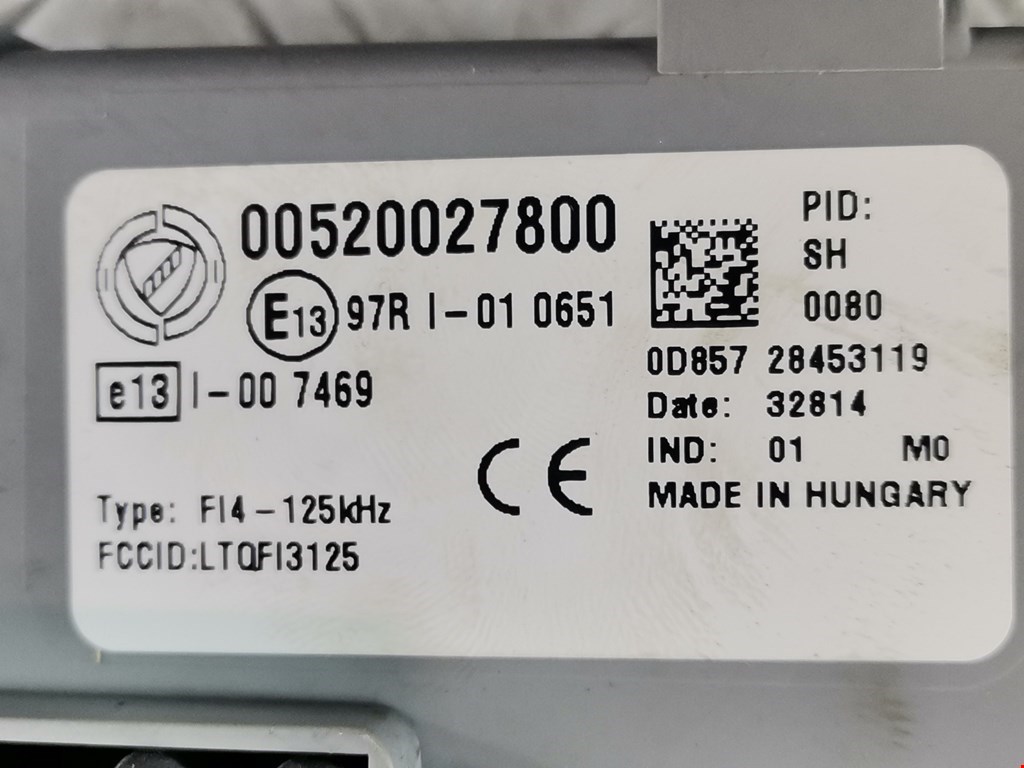 00520027800
E13 97R I-01 0651
e13 I-00 7469
Type: FI4-125kHz
FCCID:LTQFI3125
CE
PID:
SH
0080
0D857 28453119
Date: 32814
IND: 01 M0
MADE IN HUNGARY